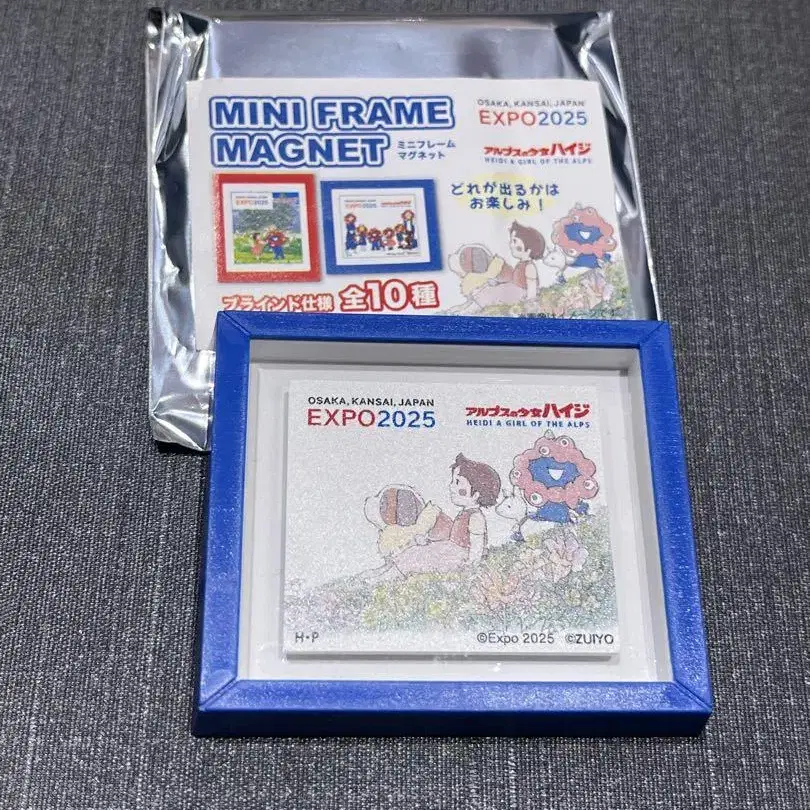 MINI FRAME
MAGNET
ミニフレーム
マグネット
OSAKA, KANSAI, JAPAN
EXPO2025
アルプスの少女ハイジ
HEIDI A GIRL OF THE ALPS
どれが出るかは
お楽しみ!
EXPO2025
EXPO2025
ブラインド仕様 全10種
OSAKA, KANSAI, JAPAN
EXPO2025
アルプスの少女ハイジ
HEIDI A GIRL OF THE ALPS
H・P
©Expo 2025 ©ZUIYO